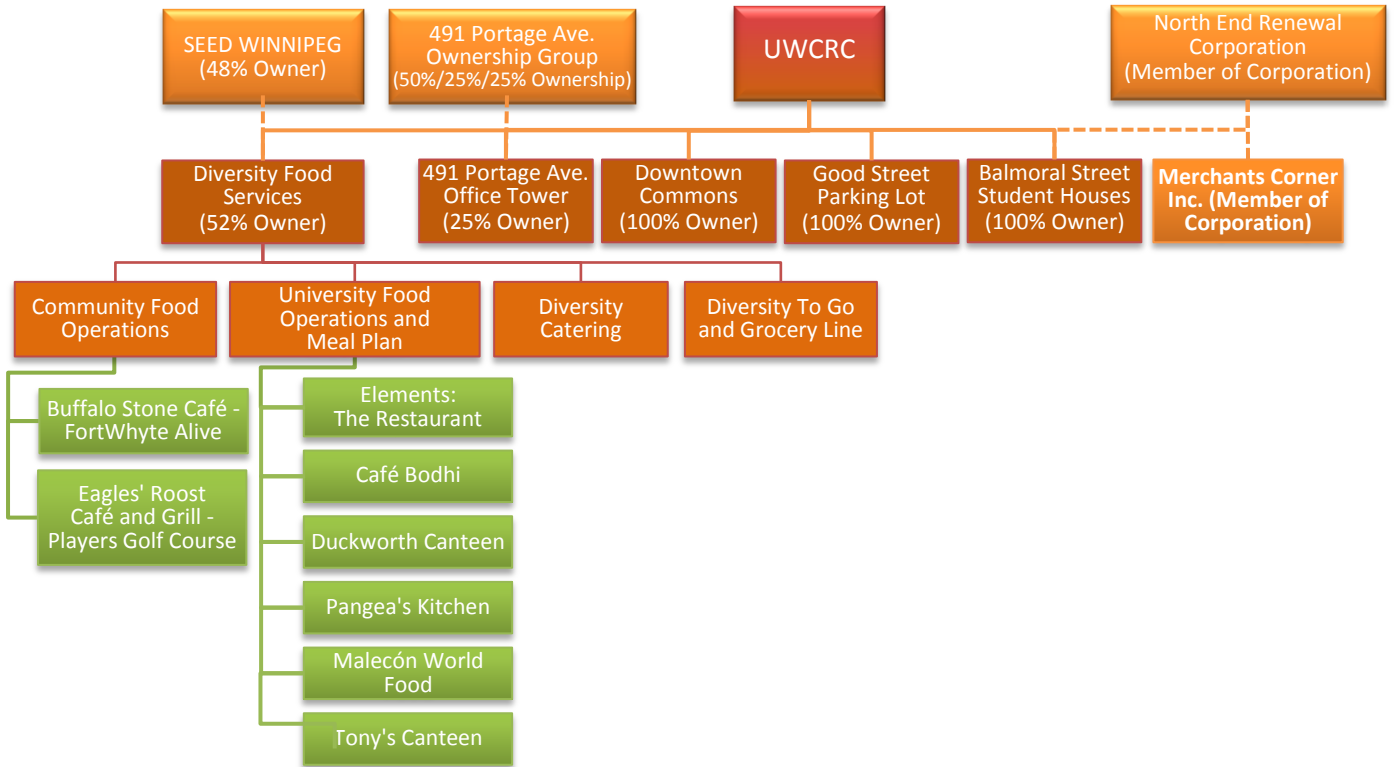 SEED WINNIPEG
(48% Owner)
491 Portage Ave.
Ownership Group
(50%/25%/25% Ownership)
UWCRC
North End Renewal
Corporation
(Member of Corporation)
Diversity Food
Services
(52% Owner)
491 Portage Ave.
Office Tower
(25% Owner)
Downtown
Commons
(100% Owner)
Good Street
Parking Lot
(100% Owner)
Balmoral Street
Student Houses
(100% Owner)
Merchants Corner
Inc. (Member of
Corporation)
Community Food
Operations
University Food
Operations and
Meal Plan
Diversity
Catering
Diversity To Go
and Grocery Line
Buffalo Stone Café -
FortWhyte Alive
Eagles' Roost
Café and Grill -
Players Golf Course
Elements:
The Restaurant
Café Bodhi
Duckworth Canteen
Pangea's Kitchen
Malecón World
Food
Tony's Canteen